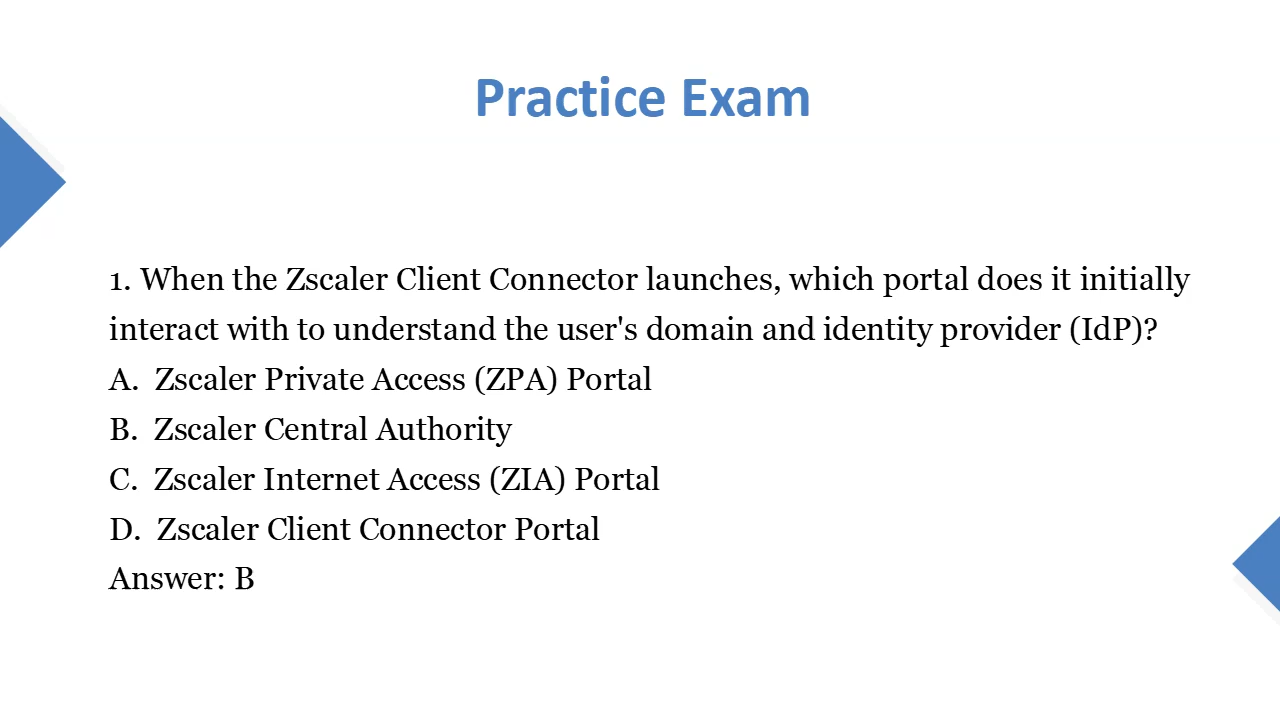 Practice Exam
1. When the Zscaler Client Connector launches, which portal does it initially
interact with to understand the user's domain and identity provider (IdP)?
A. Zscaler Private Access (ZPA) Portal
B. Zscaler Central Authority
C. Zscaler Internet Access (ZIA) Portal
D. Zscaler Client Connector Portal
Answer: B